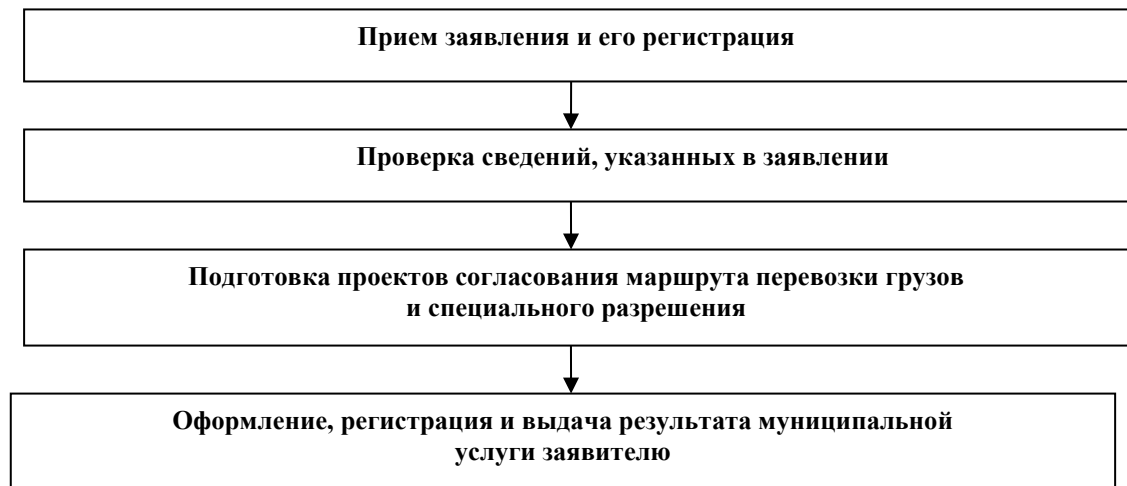 Прием заявления и его регистрация
Проверка сведений, указанных в заявлении
Подготовка проектов согласования маршрута перевозки грузов
и специального разрешения
Оформление, регистрация и выдача результата муниципальной
услуги заявителю